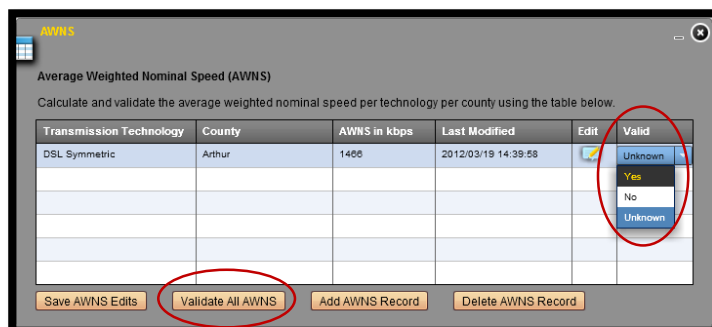 AWNS
Average Weighted Nominal Speed (AWNS)
Calculate and validate the average weighted nominal speed per technology per county using the table below.
Transmission Technology County AWNS in kbps Last Modified Edit Valid
DSL Symmetric Arthur 1466 2012/03/19 14:39:58 Unknown
Yes
No
Unknown
Save AWNS Edits Validate All AWNS Add AWNS Record Delete AWNS Record